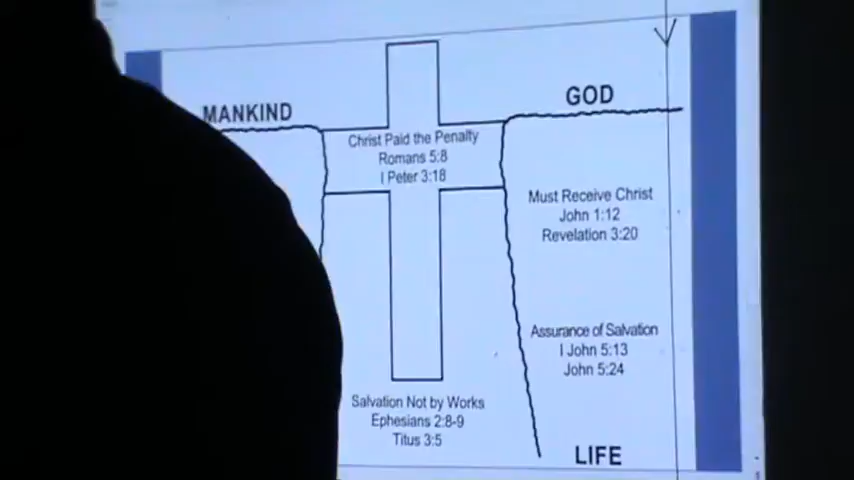 MANKIND
GOD
Christ Paid the Penalty
Romans 5:8
I Peter 3:18
Must Receive Christ
John 1:12
Revelation 3:20
Assurance of Salvation
I John 5:13
John 5:24
Salvation Not by Works
Ephesians 2:8-9
Titus 3:5
LIFE